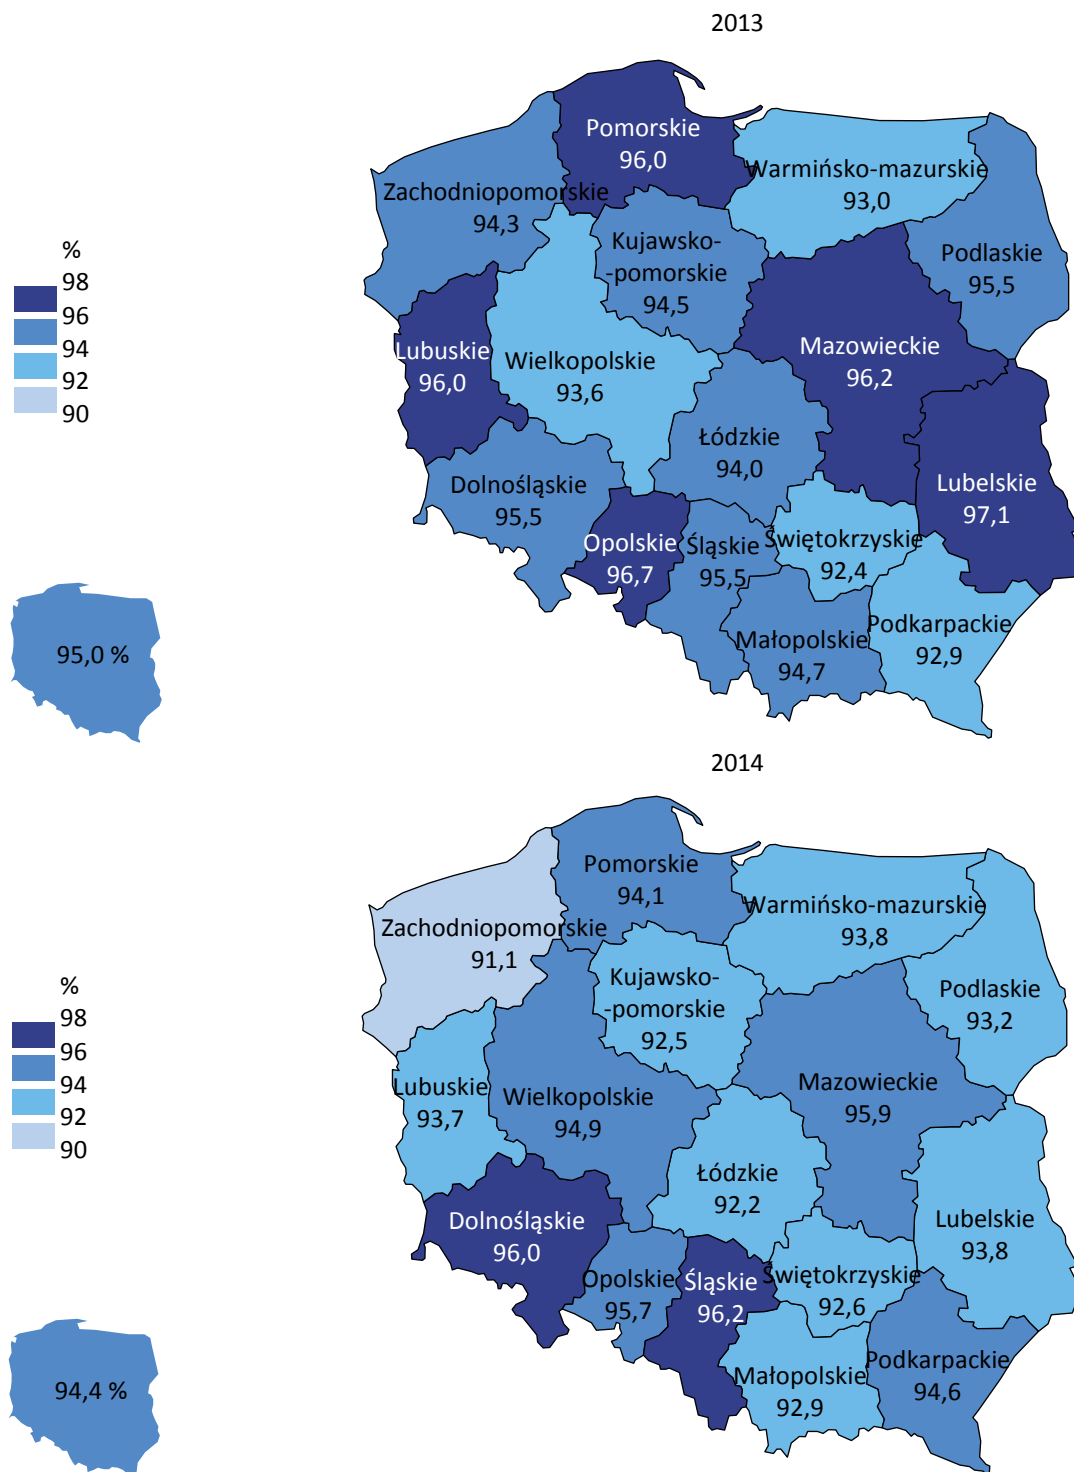 2013
Pomorskie
96,0
Warmińsko-mazurskie
93,0
Zachodniopomorskie
94,3
Kujawsko-
-pomorskie
94,5
Podlaskie
95,5
%
98
96
94
92
90
Lubuskie
96,0
Wielkopolskie
93,6
Mazowieckie
96,2
Łódzkie
94,0
Dolnośląskie
95,5
Lubelskie
97,1
Opolskie
96,7
Śląskie
95,5
Świętokrzyskie
92,4
Małopolskie
94,7
Podkarpackie
92,9
95,0 %
2014
Pomorskie
94,1
Warmińsko-mazurskie
93,8
Zachodniopomorskie
91,1
Kujawsko-
-pomorskie
92,5
Podlaskie
93,2
%
98
96
94
92
90
Lubuskie
93,7
Wielkopolskie
94,9
Mazowieckie
95,9
Łódzkie
92,2
Dolnośląskie
96,0
Lubelskie
93,8
Opolskie
95,7
Śląskie
96,2
Świętokrzyskie
92,6
Małopolskie
92,9
Podkarpackie
94,6
94,4 %